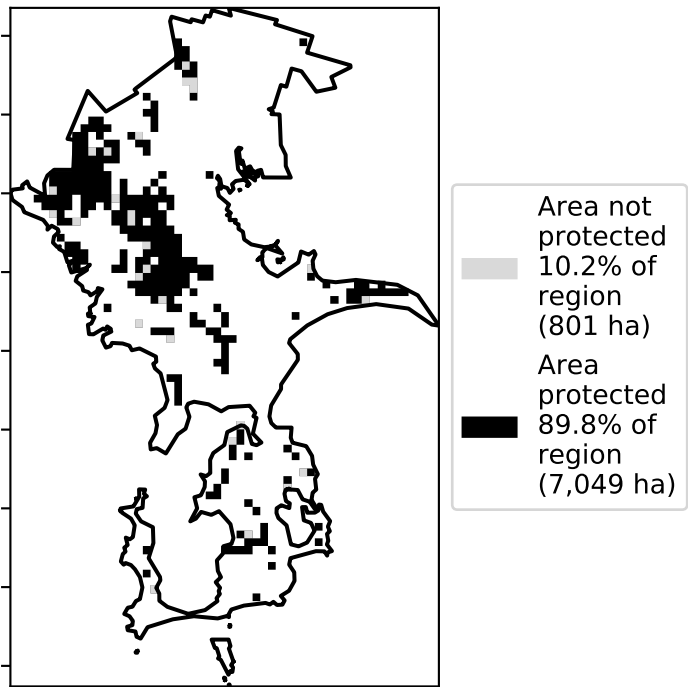 Area not
protected
10.2% of
region
(801 ha)
Area
protected
89.8% of
region
(7,049 ha)